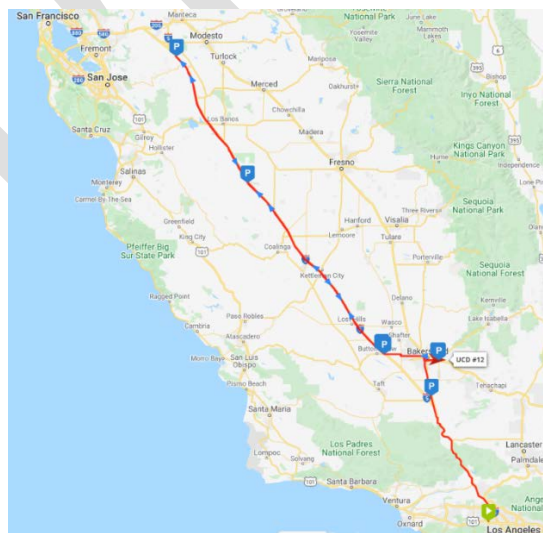 San Francisco
Manteca
Modesto
Yosemite
National Park
June Lake
Mammoth
Lakes
Fremont
Turlock
Yosemite
Valley
Mariposa
San Jose
Merced
Oakhurst
Sierra National
Forest
Bishop
Chowchilla
Inyo National
Forest
Santa Cruz
Gilroy
Los Banos
Madera
Hollister
Kings Canyon
National Park
Salinas
Fresno
Independence
Monterey
Hume
Lone Pine
Carmel-By-The-Sea
Sequoia
National Park
Greenfield
Hanford
Visalia
Three Rivers
Pfeiffer Big
Sur State Park
King City
Coalinga
Lemoore
Tulare
Porterville
Sequoia
National Forest
Kettleman City
Ragged Point
Delano
Kernville
Paso Robles
Lost Hills
Wasco
Lake Isabella
Cambria
Shafter
Atascadero
Morro Bay
San Luis
Obispo
UCD #12
Taft
Tehachapi
Pismo Beach
Santa Maria
Los Padres
National Forest
Lancaster
Lompoc
Solvang
Palmdale
Santa Barbara
Ventura
Oxnard
Los Angeles